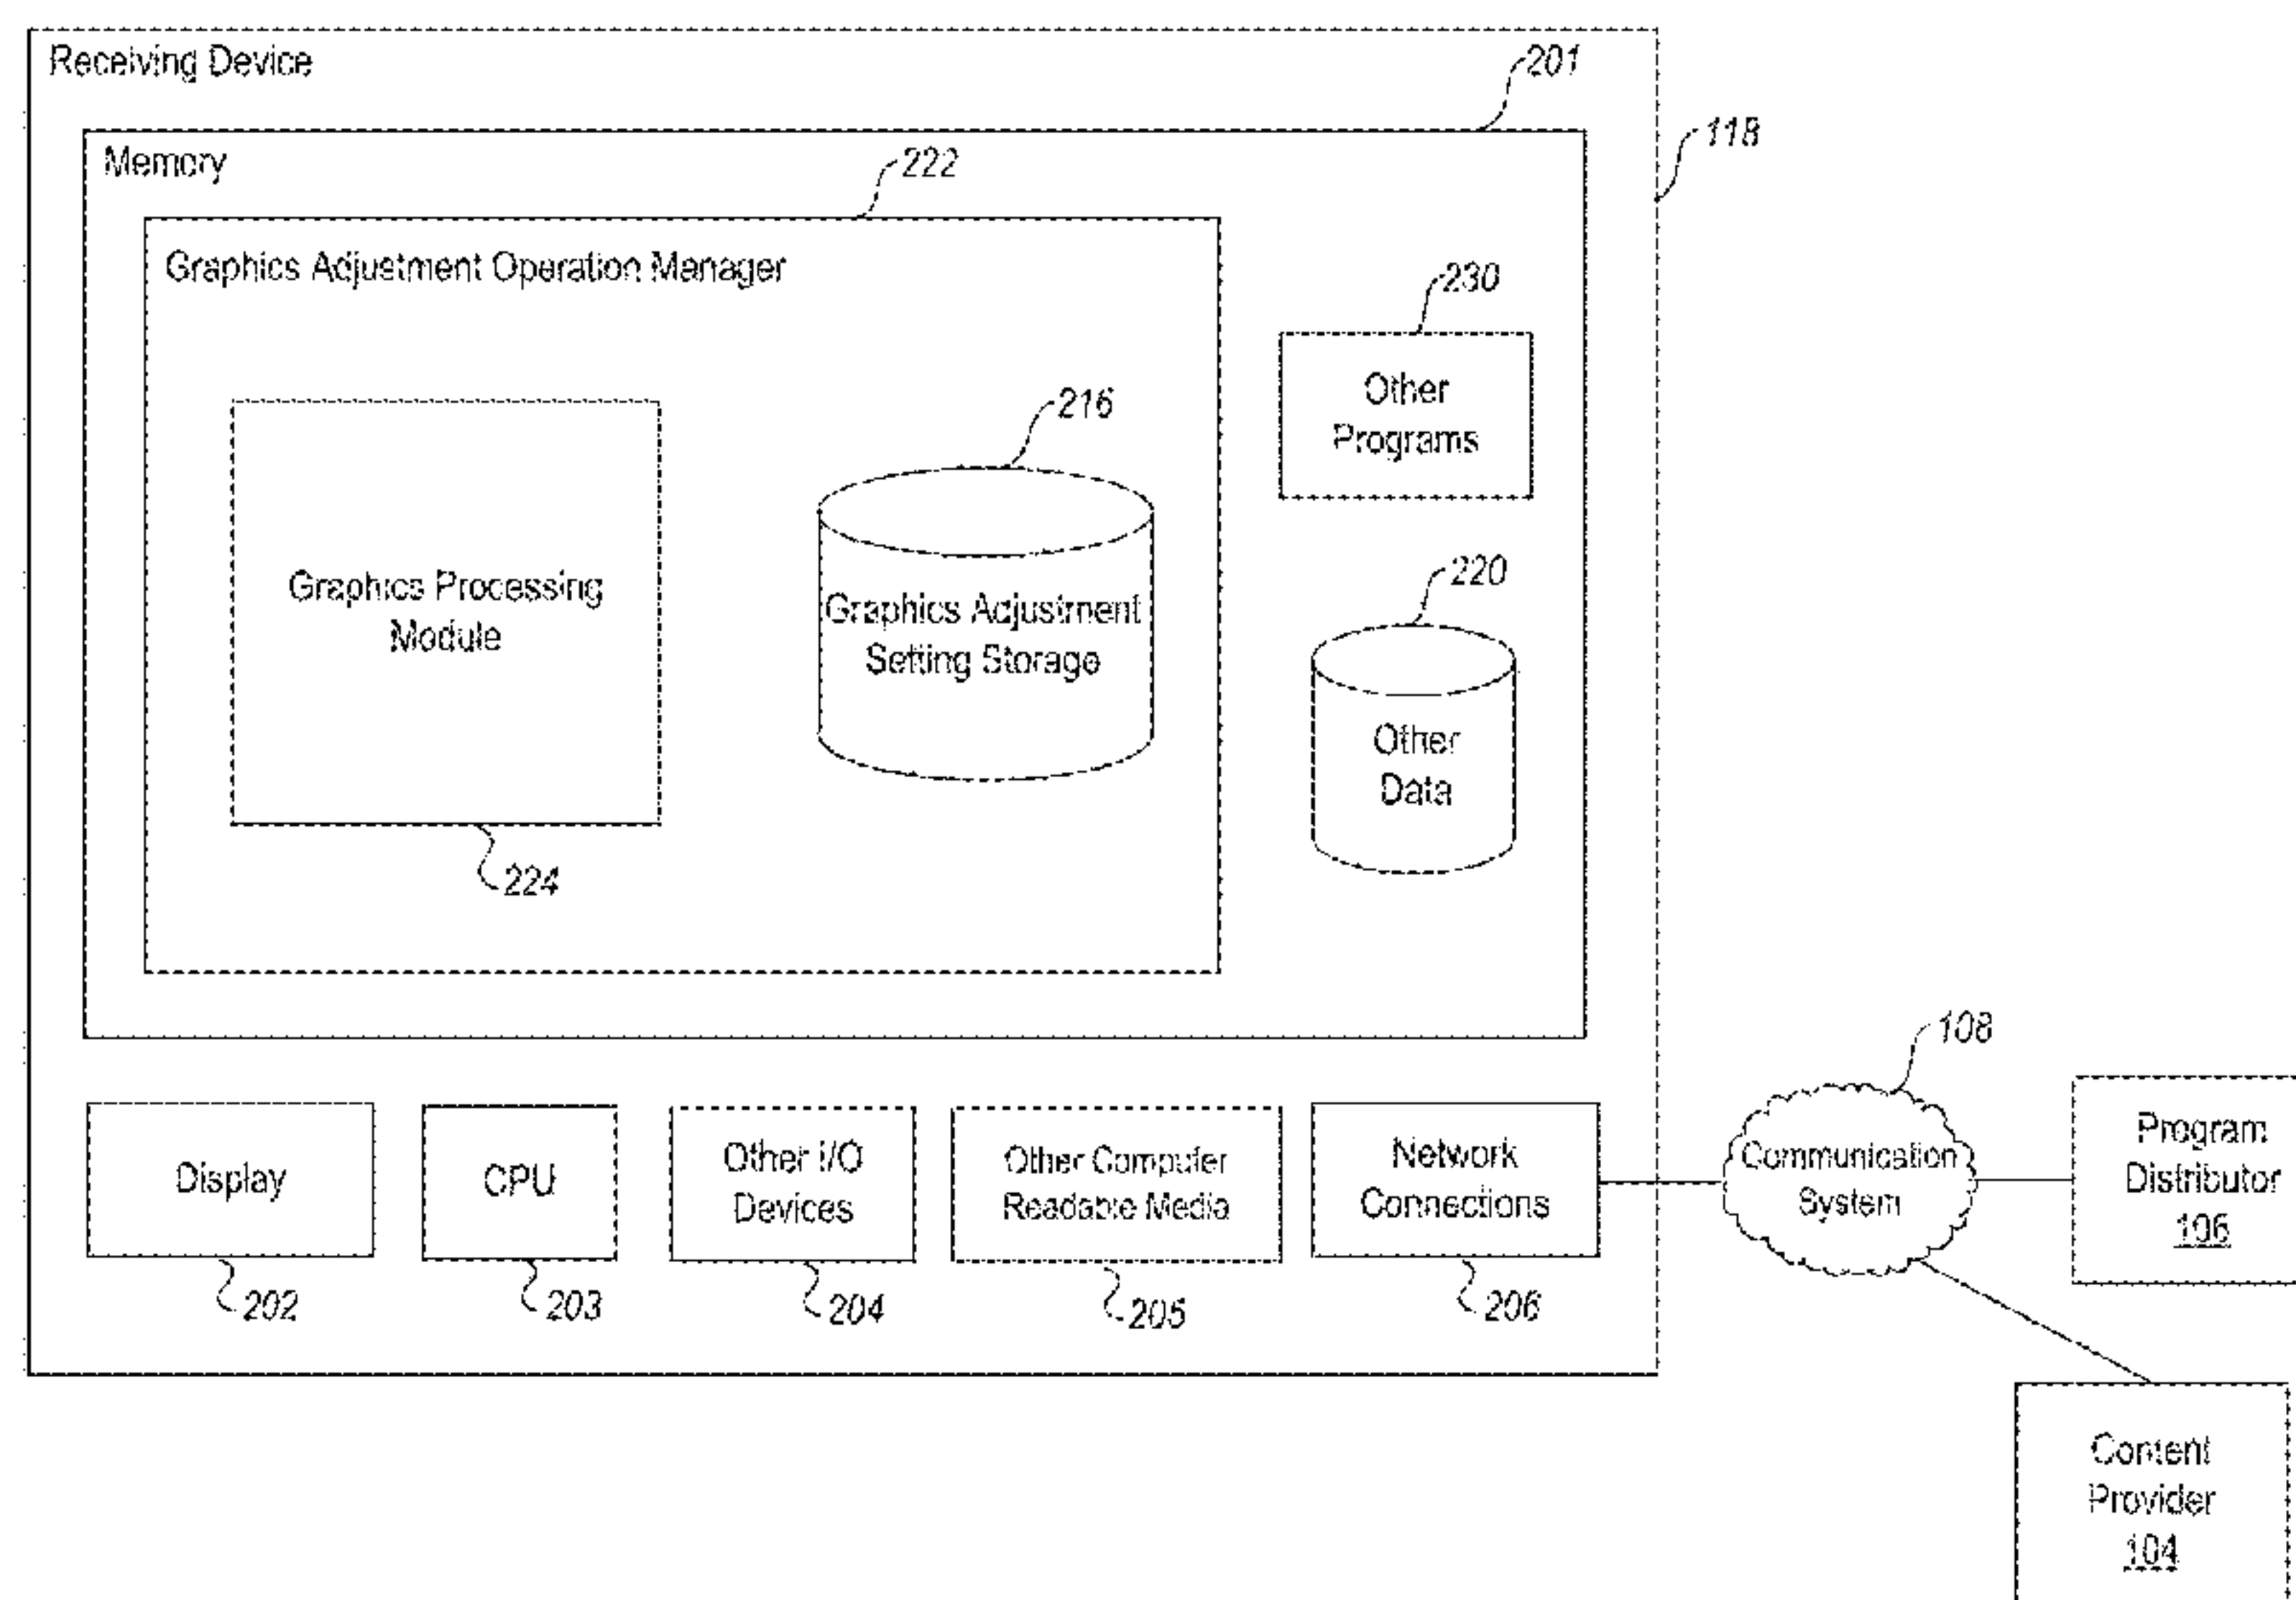 Receiving Device
201
118
Memory
222
Graphics Adjustment Operation Manager
230
Other
Programs
216
Graphics Processing
Module
Graphics Adjustment
Setting Storage
220
Other
Data
224
108
Display
CPU
Other I/O
Devices
Other Computer
Readable Media
Network
Connections
Communication
System
Program
Distributor
106
202
203
204
205
206
Content
Provider
104